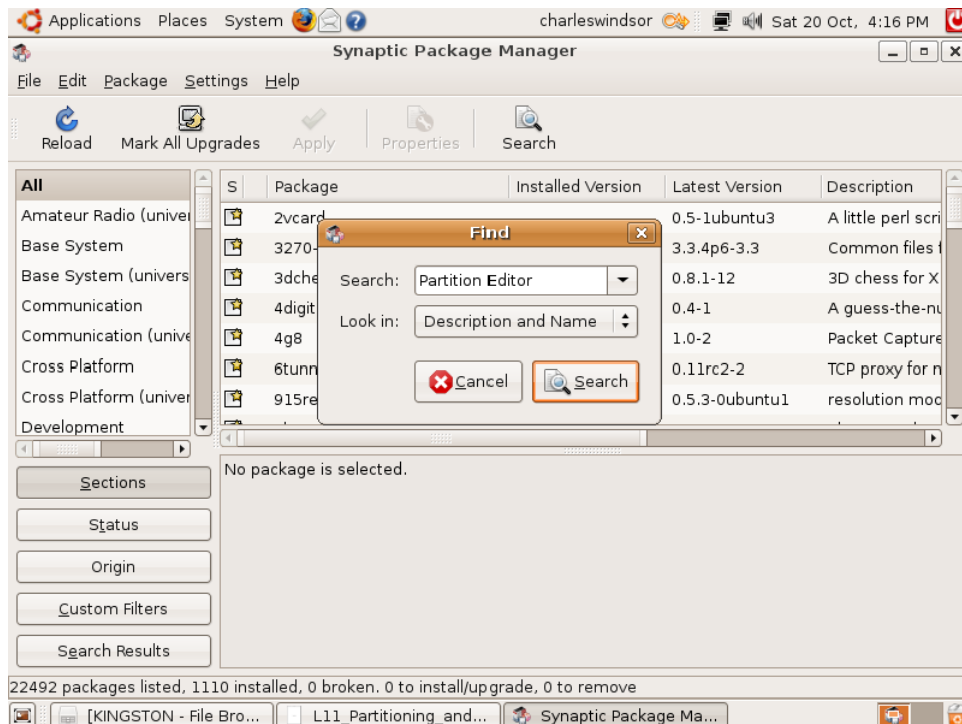 Applications Places System charleswindsor Sat 20 Oct, 4:16 PM
Synaptic Package Manager
File Edit Package Settings Help
Reload Mark All Upgrades Apply Properties Search
All
Amateur Radio (univer
Base System
Base System (univers
Communication
Communication (unive
Cross Platform
Cross Platform (univer
Development
S Package Installed Version Latest Version Description
2vcard 0.5-1ubuntu3 A little perl scri
3270- 3.3.4p6-3.3 Common files f
3dche 0.8.1-12 3D chess for X
4digit 0.4-1 A guess-the-nu
4g8 1.0-2 Packet Capture
6tunn 0.11rc2-2 TCP proxy for n
915re 0.5.3-0ubuntu1 resolution mod
Find
Search: Partition Editor
Look in: Description and Name
Cancel Search
No package is selected.
Sections
Status
Origin
Custom Filters
Search Results
22492 packages listed, 1110 installed, 0 broken. 0 to install/upgrade, 0 to remove
[KINGSTON - File Bro... L11_Partitioning_and... Synaptic Package Ma...